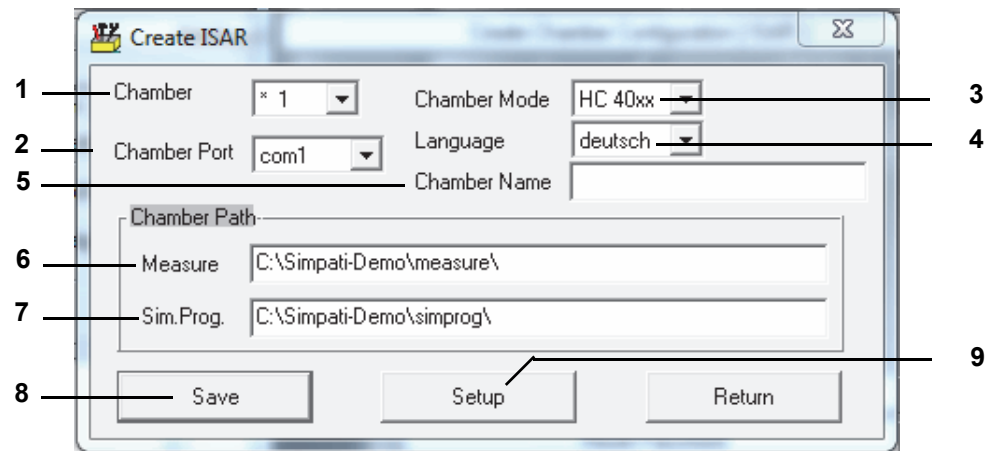 Create ISAR
1 Chamber * 1 Chamber Mode HC 40xx 3
2 Chamber Port com1 Language deutsch 4
5 Chamber Name
Chamber Path
6 Measure C:\Simpati-Demo\measure\
7 Sim.Prog. C:\Simpati-Demo\simprog\
9
8 Save Setup Return